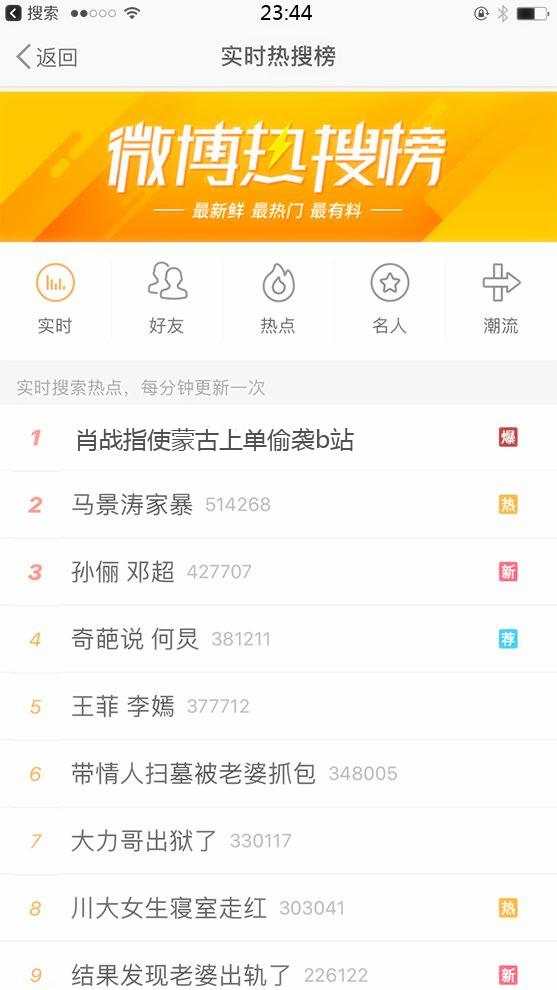 搜索 23:44
返回 实时热搜榜
微博热搜榜
最新鲜 最热门 最有料
实时 好友 热点 名人 潮流
实时搜索热点，每分钟更新一次
1 肖战指使蒙古上单偷袭b站 爆
2 马景涛家暴 514268 热
3 孙俪 邓超 427707 新
4 奇葩说 何炅 381211 荐
5 王菲 李嫣 377712
6 带情人扫墓被老婆抓包 348005
7 大力哥出狱了 330117
8 川大女生寝室走红 303041 热
9 结果发现老婆出轨了 226122 新